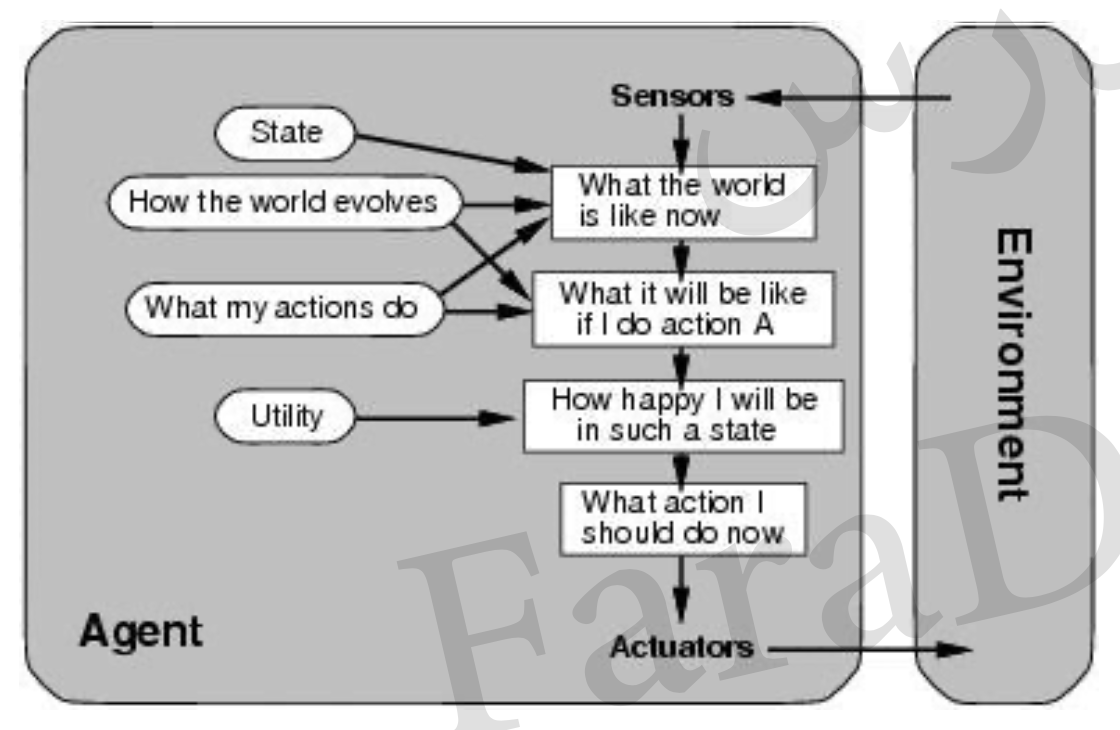 Sensors
State
What the world
is like now
How the world evolves
What it will be like
if I do action A
What my actions do
How happy I will be
in such a state
Utility
What action I
should do now
Agent
Actuators
Environment
FaraD